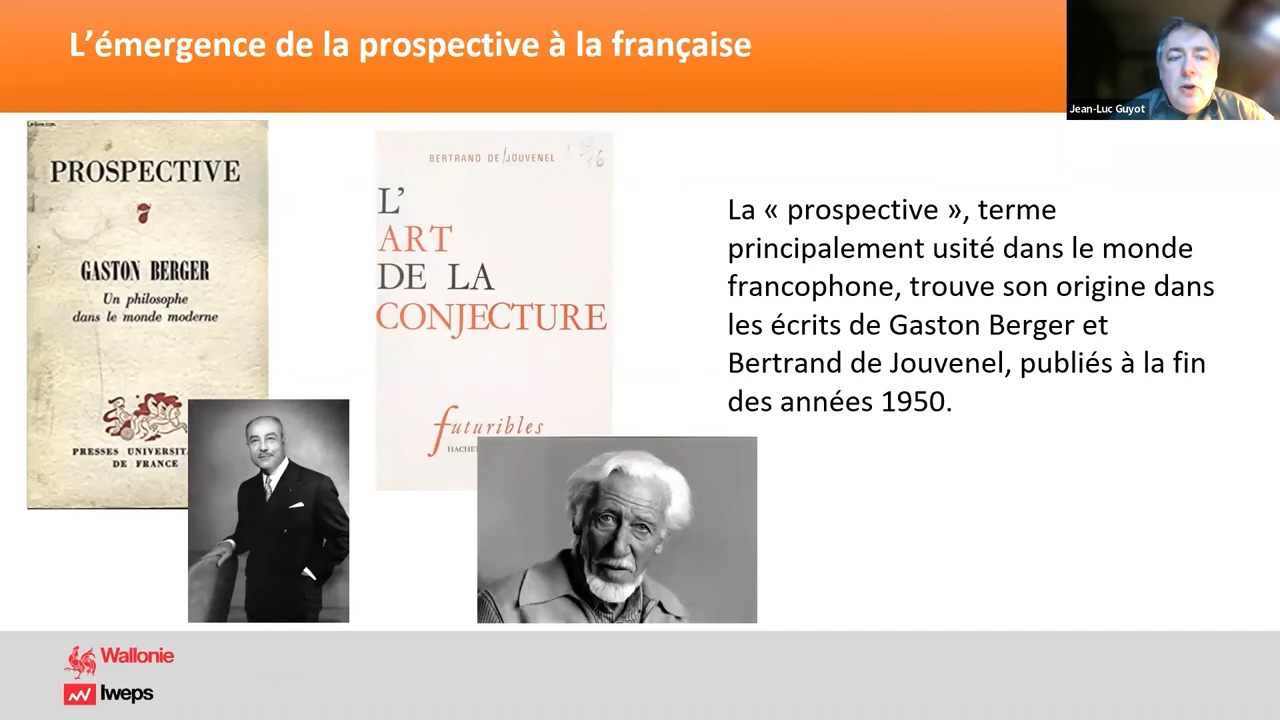 L’émergence de la prospective à la française
Jean-Luc Guyot
PROSPECTIVE
7
GASTON BERGER
Un philosophe
dans le monde moderne
PRESSES UNIVERSIT
DE FRANCE
BERTRAND DE JOUVENEL
L’
ART
DE LA
CONJECTURE
futuribles
HACHE
La « prospective », terme
principalement usité dans le monde
francophone, trouve son origine dans
les écrits de Gaston Berger et
Bertrand de Jouvenel, publiés à la fin
des années 1950.
Wallonie
Iweps